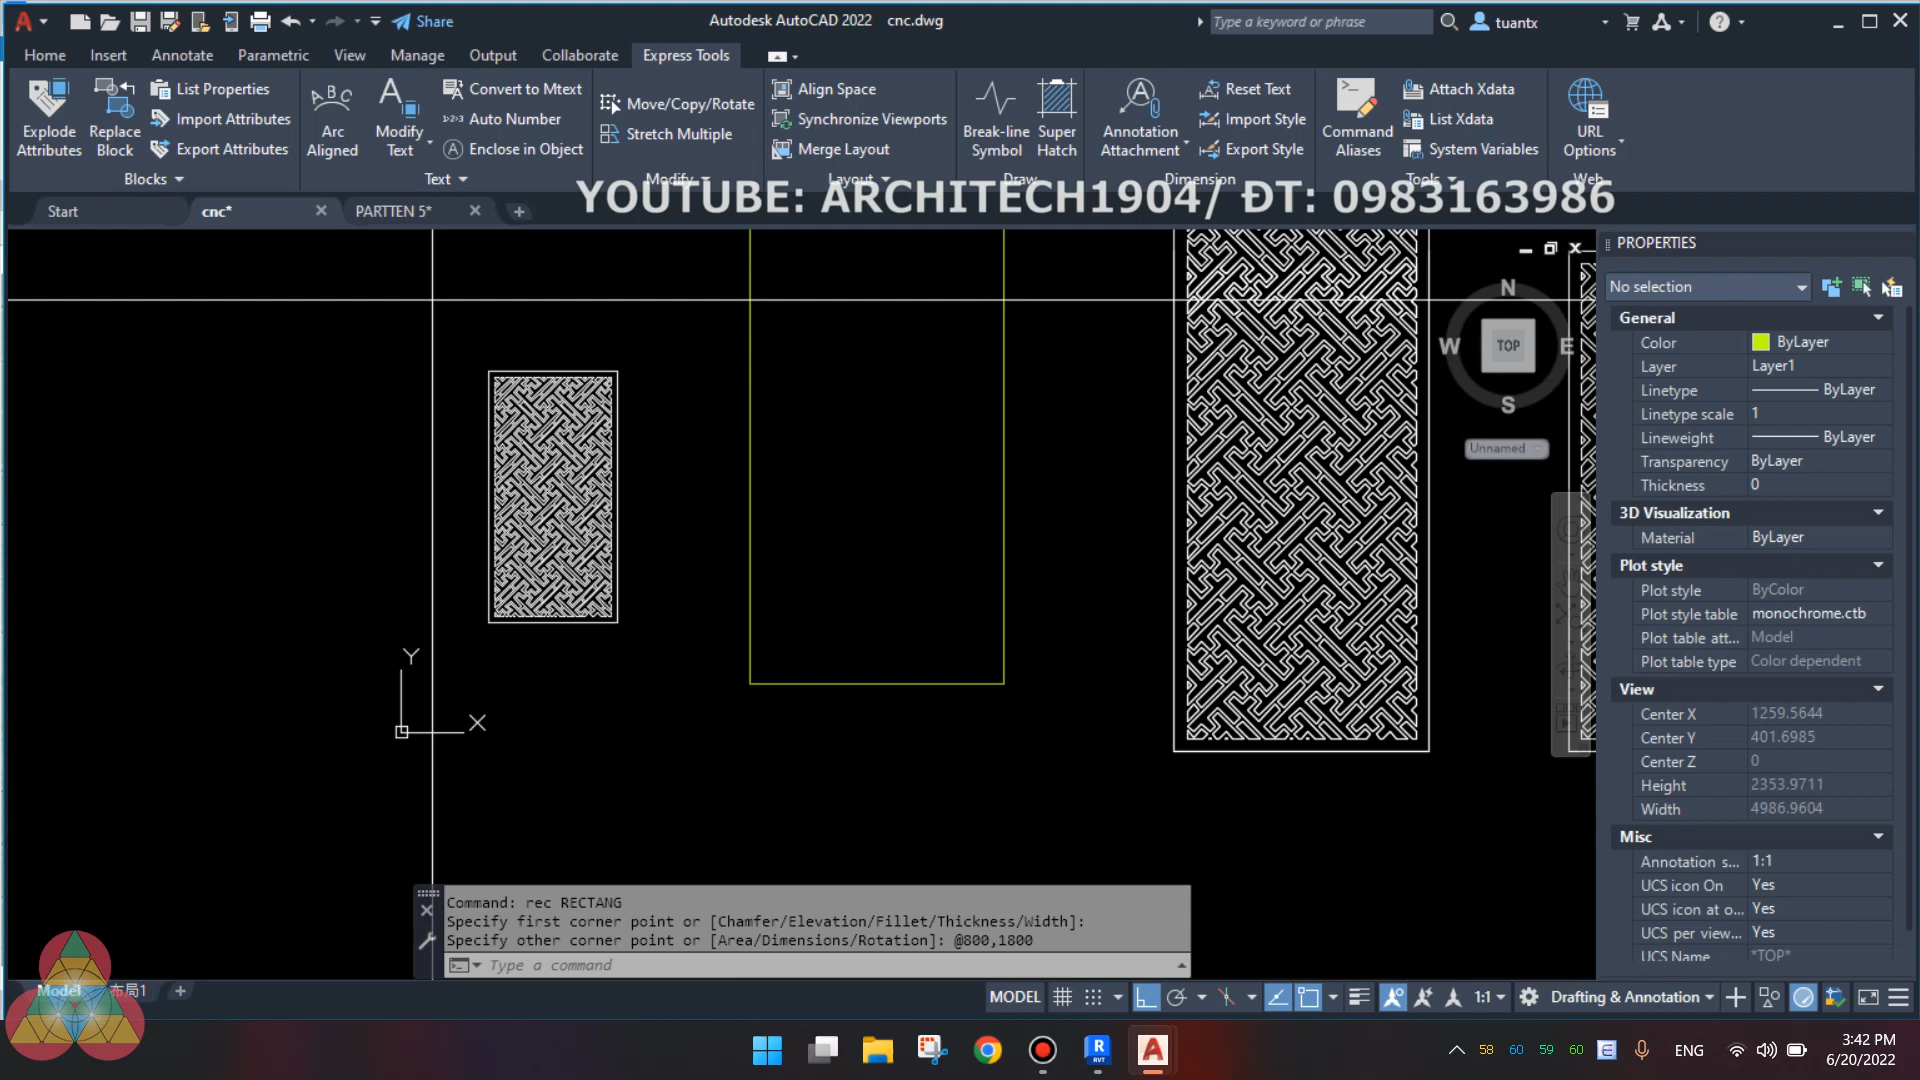 Share
Autodesk AutoCAD 2022 cnc.dwg
Type a keyword or phrase
tuantx
Home Insert Annotate Parametric View Manage Output Collaborate Express Tools
Explode Attributes
Replace Block
List Properties
Import Attributes
Export Attributes
Blocks
Arc Aligned
Modify Text
Convert to Mtext
Auto Number
Enclose in Object
Text
Move/Copy/Rotate
Stretch Multiple
Modify
Align Space
Synchronize Viewports
Merge Layout
Layout
Break-line Symbol
Super Hatch
Draw
Annotation Attachment
Reset Text
Import Style
Export Style
Dimension
Command Aliases
Attach Xdata
List Xdata
System Variables
Tools
URL Options
Web
YOUTUBE: ARCHITECH1904/ ĐT: 0983163986
Start
cnc*
PARTTEN 5*
N
W TOP E
S
Unnamed
Y
X
PROPERTIES
No selection
General
Color ByLayer
Layer Layer1
Linetype ByLayer
Linetype scale 1
Lineweight ByLayer
Transparency ByLayer
Thickness 0
3D Visualization
Material ByLayer
Plot style
Plot style ByColor
Plot style table monochrome.ctb
Plot table att... Model
Plot table type Color dependent
View
Center X 1259.5644
Center Y 401.6985
Center Z 0
Height 2353.9711
Width 4986.9604
Misc
Annotation s... 1:1
UCS icon On Yes
UCS icon at o... Yes
UCS per view... Yes
UCS Name *TOP*
Command: rec RECTANG
Specify first corner point or [Chamfer/Elevation/Fillet/Thickness/Width]:
Specify other corner point or [Area/Dimensions/Rotation]: @800,1800
Type a command
Model 布局1
MODEL 1:1 Drafting & Annotation
58 60 59 60 ENG
3:42 PM
6/20/2022